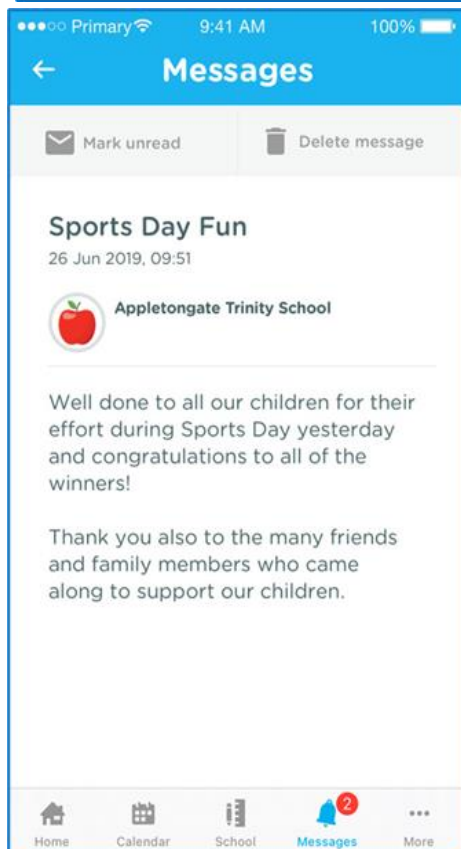 Primary 9:41 AM 100%
Messages
Mark unread Delete message
Sports Day Fun
26 Jun 2019, 09:51
Appletongate Trinity School
Well done to all our children for their
effort during Sports Day yesterday
and congratulations to all of the
winners!
Thank you also to the many friends
and family members who came
along to support our children.
2
Home Calendar School Messages More